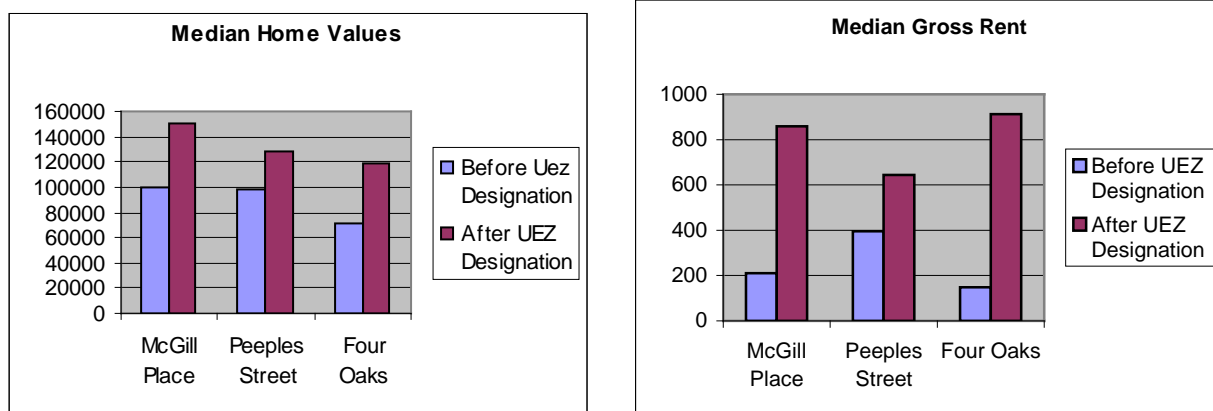 Median Home Values
160000
140000
120000
100000
80000
60000
40000
20000
0
McGill
Place
Peeples
Street
Four
Oaks
Before Uez
Designation
After UEZ
Designation
Median Gross Rent
1000
800
600
400
200
0
McGill
Place
Peeples
Street
Four Oaks
Before UEZ
Designation
After UEZ
Designation